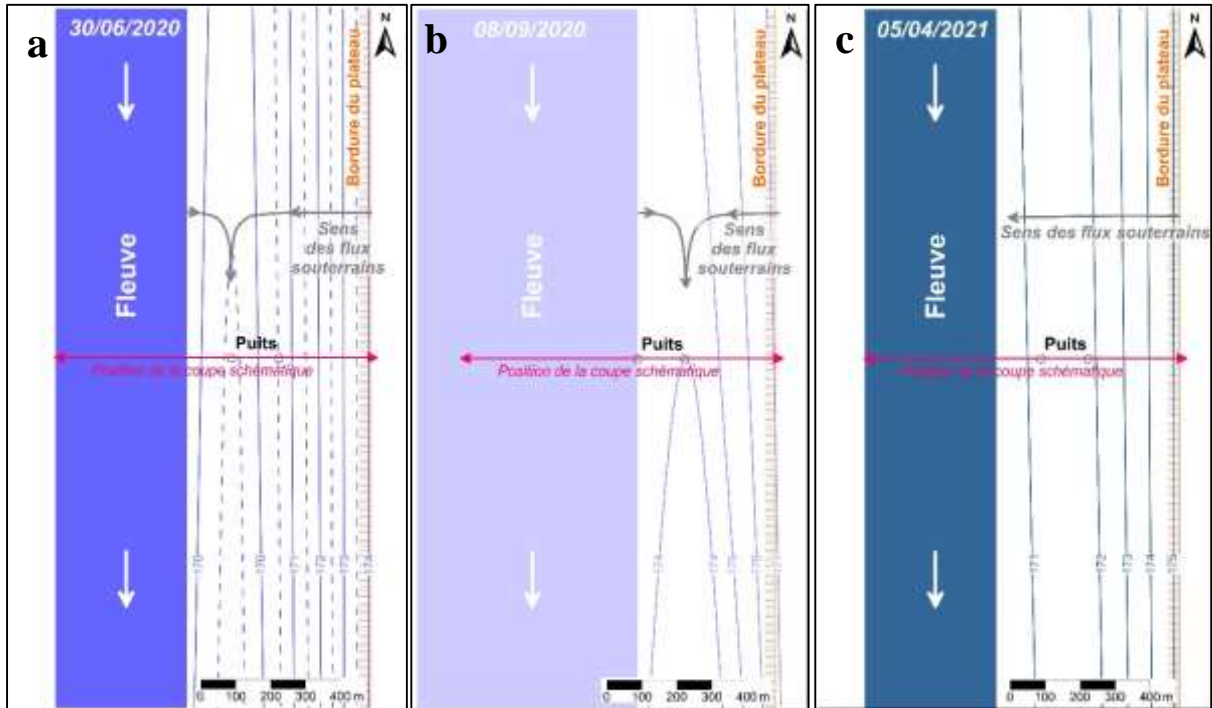 a
30/06/2020
N
Bordure du plateau
Sens
des flux
souterrains
Fleuve
Puits
Position de la coupe schématique
170
170
171
172
173
174
0 100 200 300 400 m
b
08/09/2020
N
Bordure du plateau
Sens
des flux
souterrains
Fleuve
Puits
Position de la coupe schématique
174
174
175
176
0 100 200 300 400 m
c
05/04/2021
N
Bordure du plateau
Sens des flux souterrains
Fleuve
Puits
Position de la coupe schématique
171
172
173
174
175
0 100 200 300 400 m